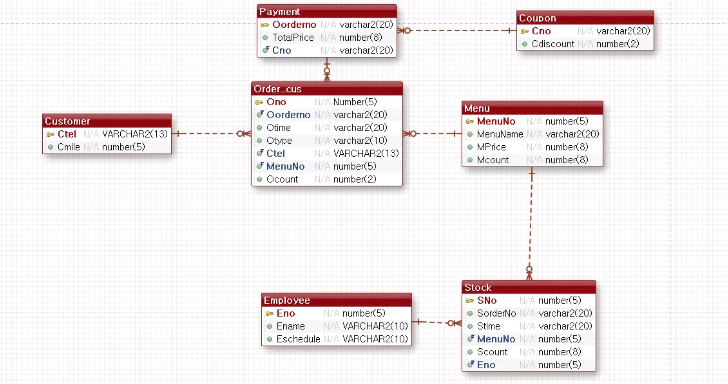 Payment
Oorderno N/A varchar2(20)
TotalPrice N/A number(8)
Cno N/A varchar2(20)
Coupon
Cno N/A varchar2(20)
Cdiscount N/A number(2)
Order_cus
Ono N/A Number(5)
Oorderno N/A varchar2(20)
Otime N/A varchar2(20)
Otype N/A varchar2(10)
Ctel N/A VARCHAR2(13)
MenuNo N/A number(5)
Ocount N/A number(2)
Customer
Ctel N/A VARCHAR2(13)
Cmile N/A number(5)
Menu
MenuNo N/A number(5)
MenuName N/A varchar2(20)
MPrice N/A number(8)
Mcount N/A number(8)
Employee
Eno N/A number(5)
Ename N/A VARCHAR2(10)
Eschedule N/A VARCHAR2(10)
Stock
SNo N/A number(5)
SorderNo N/A varchar2(20)
Stime N/A varchar2(20)
MenuNo N/A number(5)
Scount N/A number(8)
Eno N/A number(5)